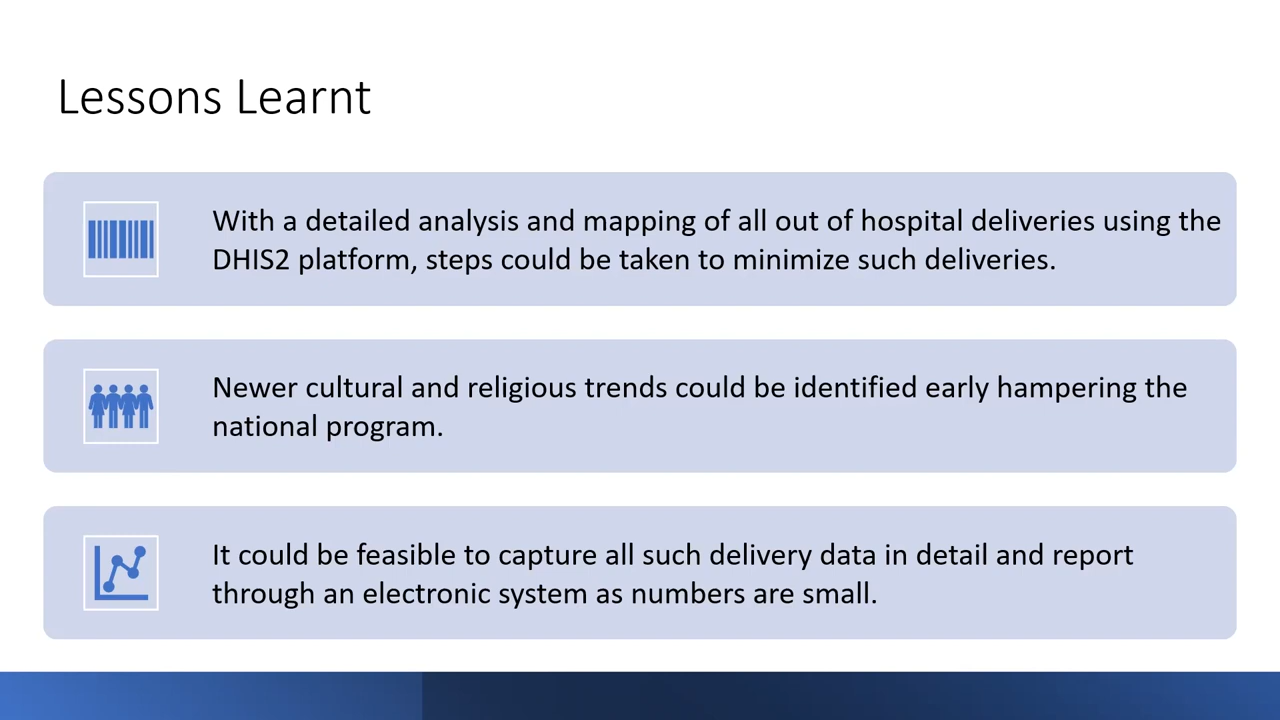 Lessons Learnt
With a detailed analysis and mapping of all out of hospital deliveries using the
DHIS2 platform, steps could be taken to minimize such deliveries.
Newer cultural and religious trends could be identified early hampering the
national program.
It could be feasible to capture all such delivery data in detail and report
through an electronic system as numbers are small.